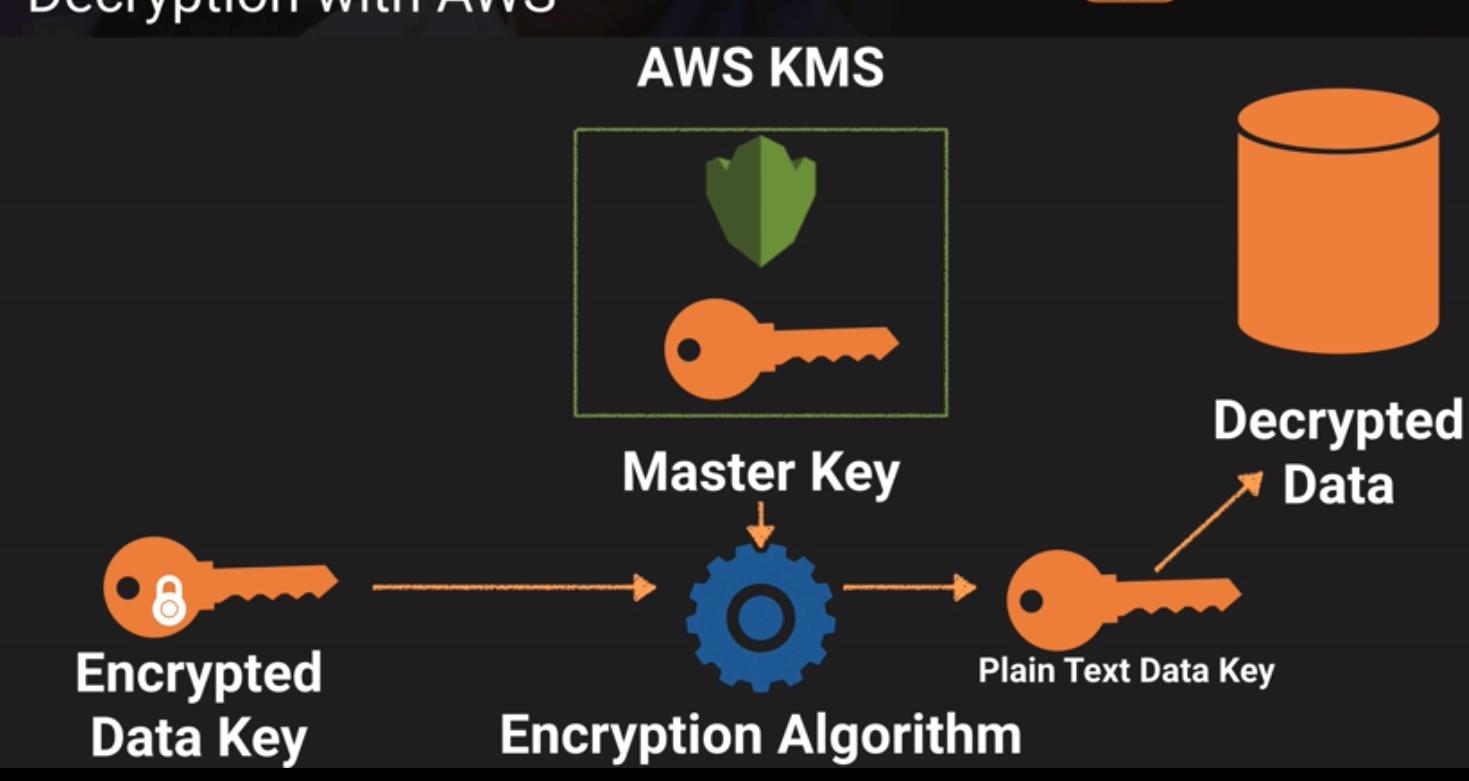 Decryption with AWS
AWS KMS
Master Key
Decrypted
Data
Encrypted
Data Key
Encryption Algorithm
Plain Text Data Key